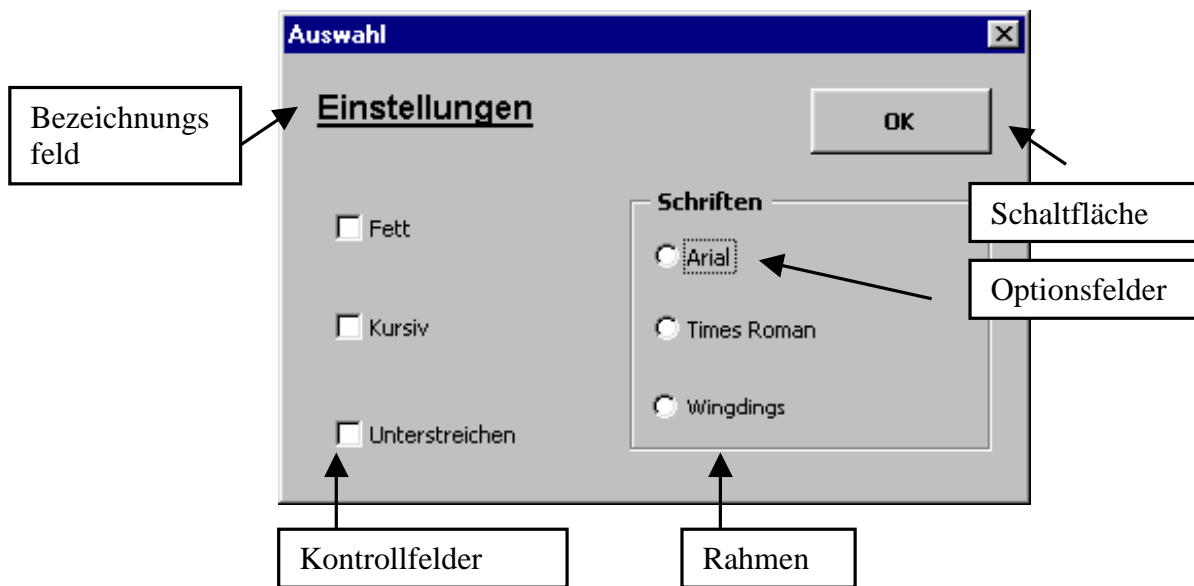 Auswahl
Bezeichnungs
feld
Einstellungen
OK
Schriften
Schaltfläche
Fett
Arial
Optionsfelder
Kursiv
Times Roman
Wingdings
Unterstreichen
Kontrollfelder
Rahmen